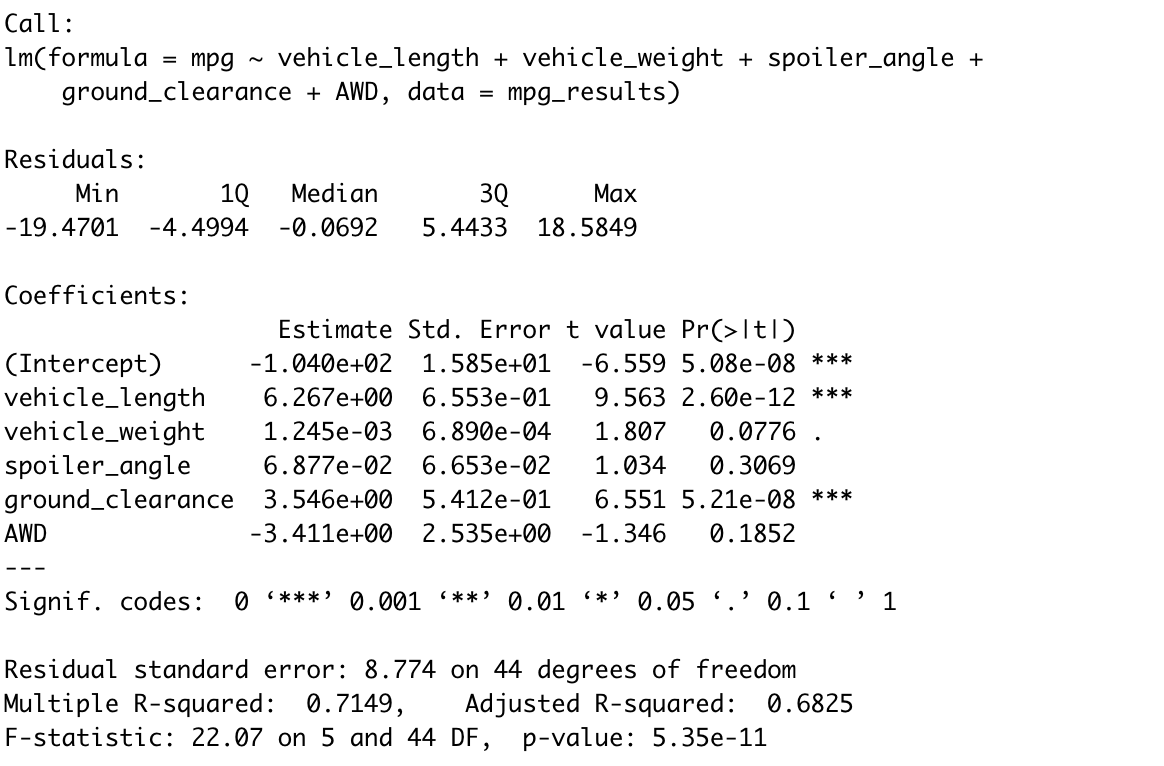 Call:
lm(formula = mpg ~ vehicle_length + vehicle_weight + spoiler_angle +
    ground_clearance + AWD, data = mpg_results)

Residuals:
     Min       1Q   Median       3Q      Max
-19.4701  -4.4994  -0.0692   5.4433  18.5849

Coefficients:
                   Estimate Std. Error t value Pr(>|t|)
(Intercept)      -1.040e+02  1.585e+01  -6.559 5.08e-08 ***
vehicle_length    6.267e+00  6.553e-01   9.563 2.60e-12 ***
vehicle_weight    1.245e-03  6.890e-04   1.807   0.0776 .
spoiler_angle     6.877e-02  6.653e-02   1.034   0.3069
ground_clearance  3.546e+00  5.412e-01   6.551 5.21e-08 ***
AWD              -3.411e+00  2.535e+00  -1.346   0.1852
---
Signif. codes:  0 ‘***’ 0.001 ‘**’ 0.01 ‘*’ 0.05 ‘.’ 0.1 ‘ ’ 1

Residual standard error: 8.774 on 44 degrees of freedom
Multiple R-squared:  0.7149,    Adjusted R-squared:  0.6825
F-statistic: 22.07 on 5 and 44 DF,  p-value: 5.35e-11